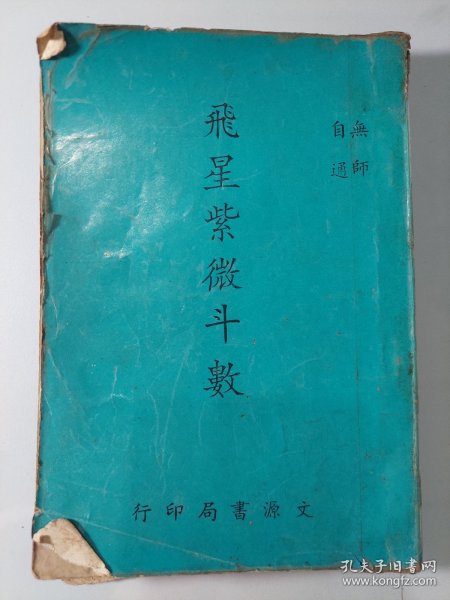 無師
自通
飛星紫微斗數
文源書局印行
孔夫子旧书网
www.kongfz.com